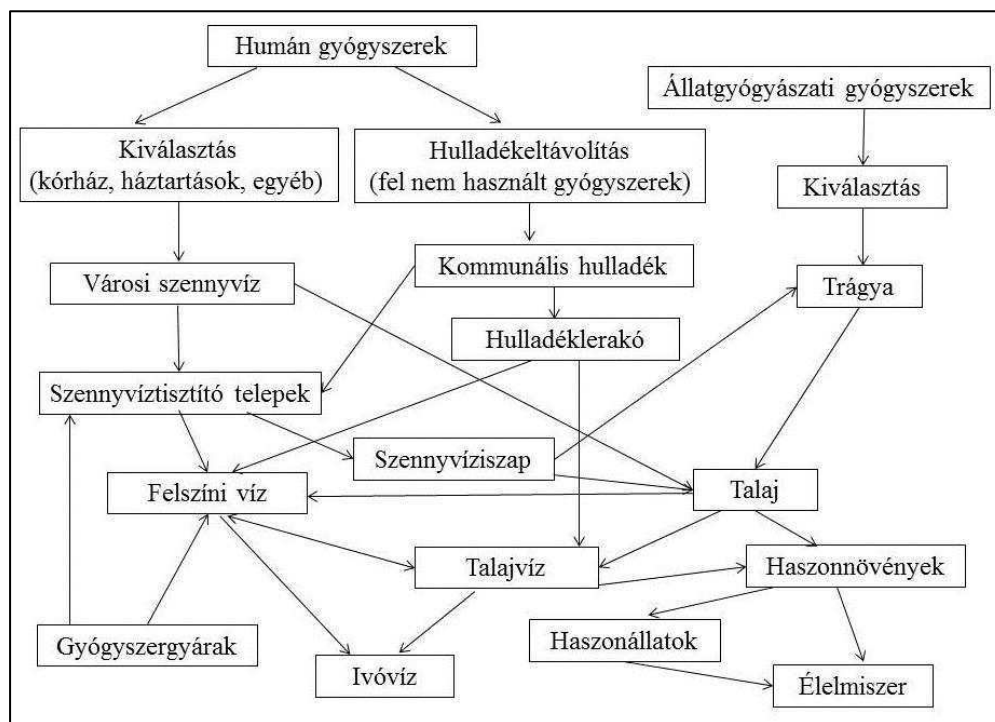 Humán gyógyszerek
Állatgyógyászati gyógyszerek
Kiválasztás
(kórház, háztartások, egyéb)
Hulladékeltávolítás
(fel nem használt gyógyszerek)
Kiválasztás
Városi szennyvíz
Kommunális hulladék
Trágya
Hulladéklerakó
Szennyvíztisztító telepek
Szennyvíziszap
Felszíni víz
Talaj
Talajvíz
Haszonnövények
Gyógyszergyárak
Haszonállatok
Ivóvíz
Élelmiszer